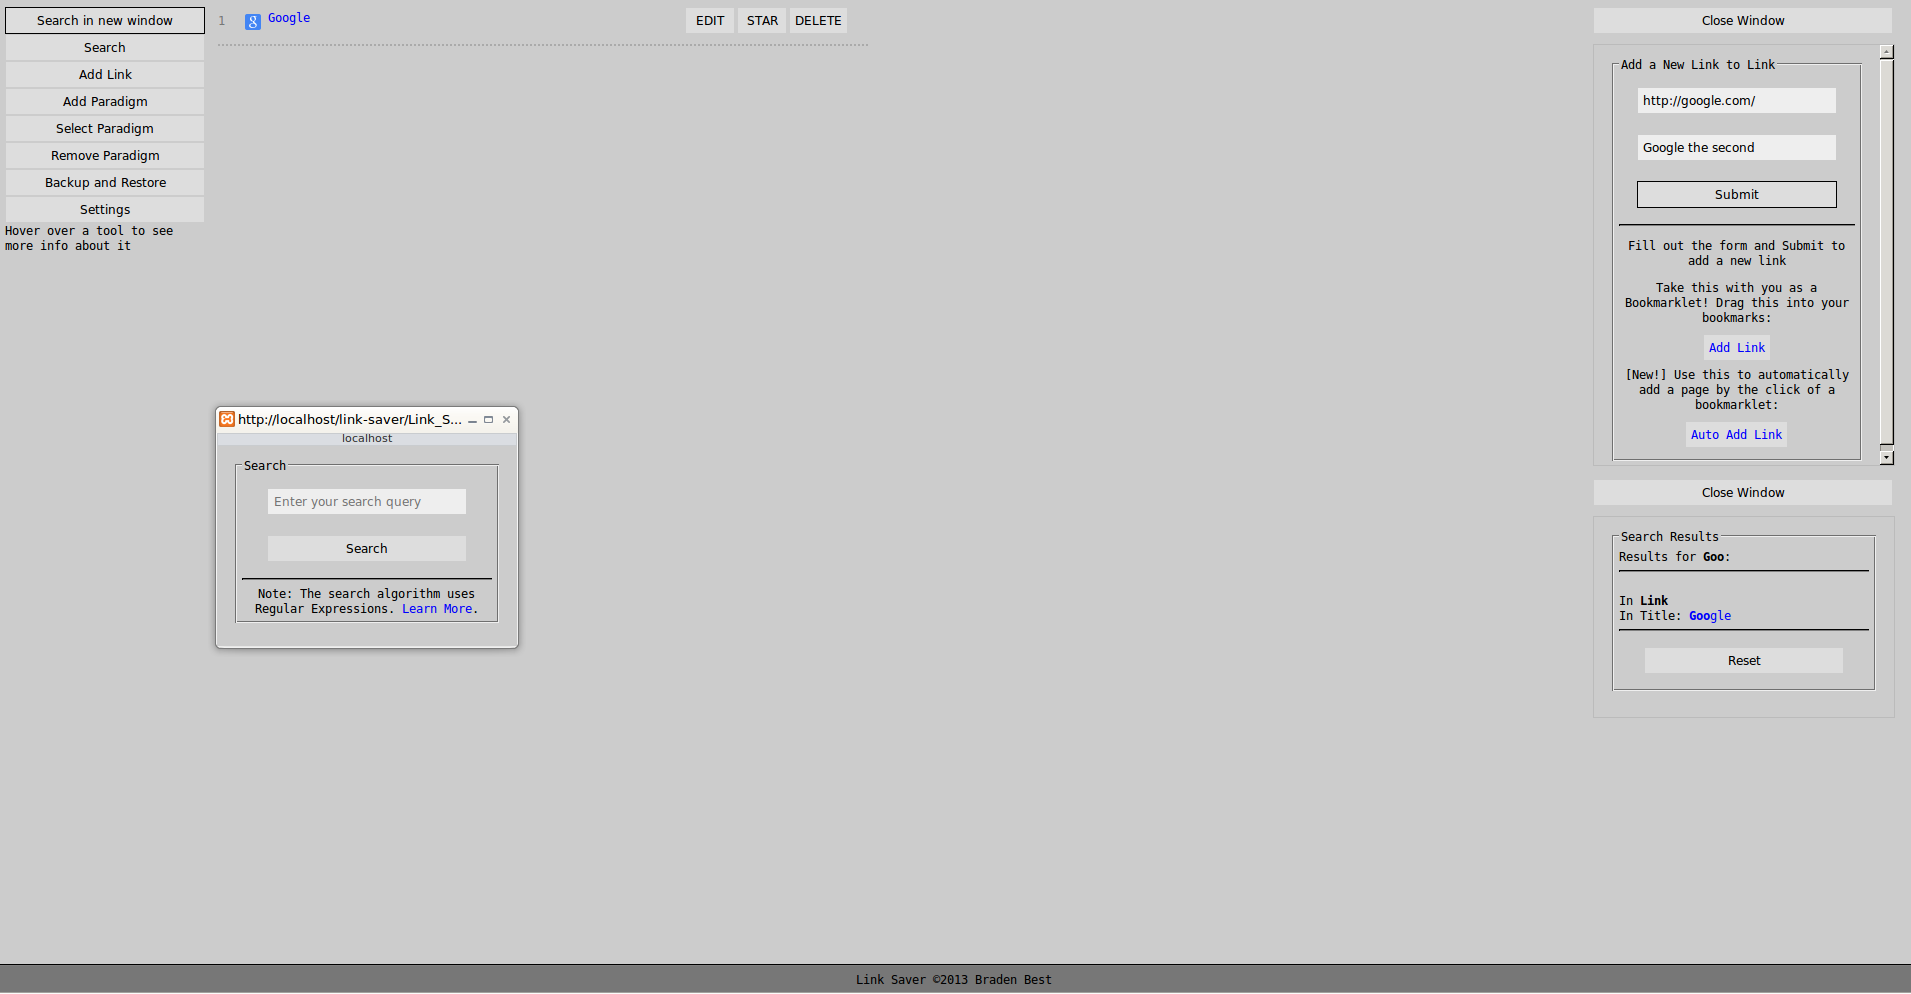 Search in new window
Search
Add Link
Add Paradigm
Select Paradigm
Remove Paradigm
Backup and Restore
Settings
Hover over a tool to see
more info about it
1 Google EDIT STAR DELETE
http://localhost/link-saver/Link_S...
localhost
Search
Enter your search query
Search
Note: The search algorithm uses
Regular Expressions. Learn More.
Close Window
Add a New Link to Link
http://google.com/
Google the second
Submit
Fill out the form and Submit to
add a new link
Take this with you as a
Bookmarklet! Drag this into your
bookmarks:
Add Link
[New!] Use this to automatically
add a page by the click of a
bookmarklet:
Auto Add Link
Close Window
Search Results
Results for Goo:
In Link
In Title: Google
Reset
Link Saver ©2013 Braden Best